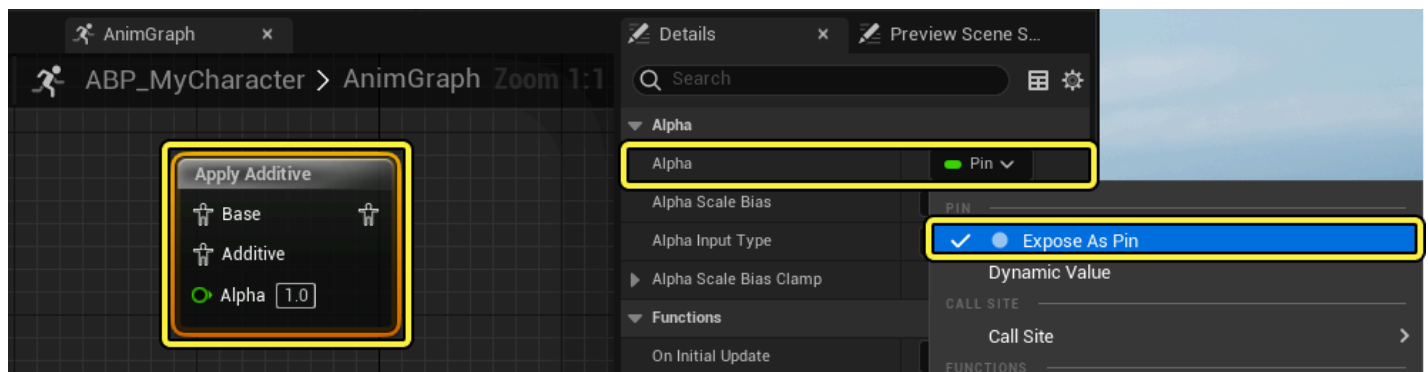 AnimGraph
ABP_MyCharacter > AnimGraph Zoom 1:1
Apply Additive
Base
Additive
Alpha 1.0
Details
Preview Scene S...
Search
Alpha
Alpha Pin
Alpha Scale Bias
Alpha Input Type
Alpha Scale Bias Clamp
Functions
On Initial Update
PIN
Expose As Pin
Dynamic Value
CALL SITE
Call Site
FUNCTIONS